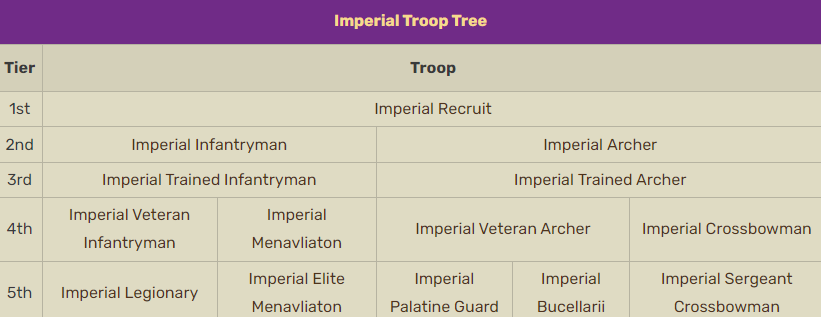 Imperial Troop Tree
Tier Troop
1st Imperial Recruit
2nd Imperial Infantryman Imperial Archer
3rd Imperial Trained Infantryman Imperial Trained Archer
4th Imperial Veteran Infantryman Imperial Menavliaton Imperial Veteran Archer Imperial Crossbowman
5th Imperial Legionary Imperial Elite Menavliaton Imperial Palatine Guard Imperial Bucellarii Imperial Sergeant Crossbowman